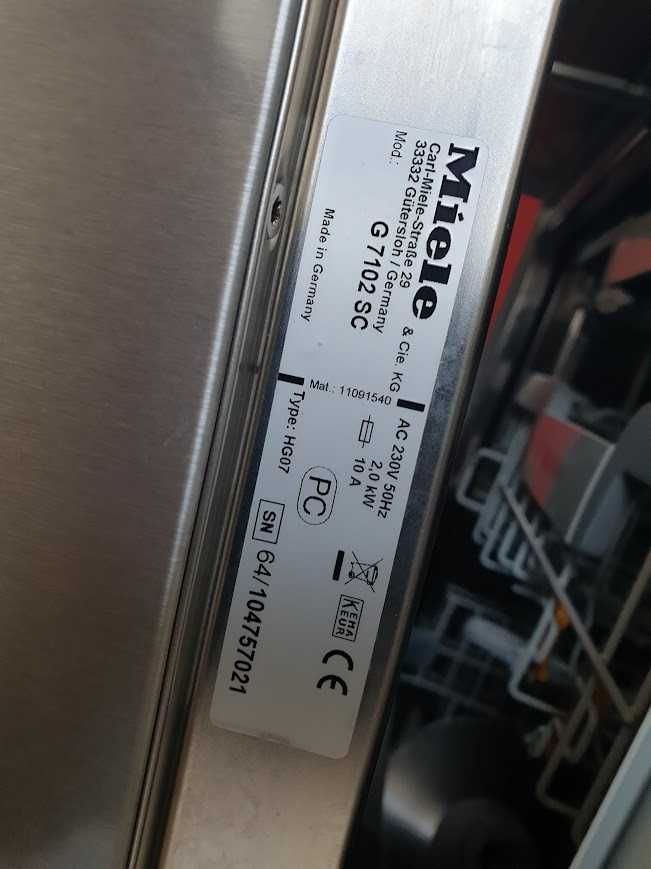 Miele & Cie. KG
Carl-Miele-Straße 29
33332 Gütersloh / Germany
Mod.: G 7102 SC
Made in Germany
Mat.: 11091540
AC 230V 50Hz
2,0 kW
10 A
Type: HG07
PC
KEMA
KEUR
CE
SN 64/104757021